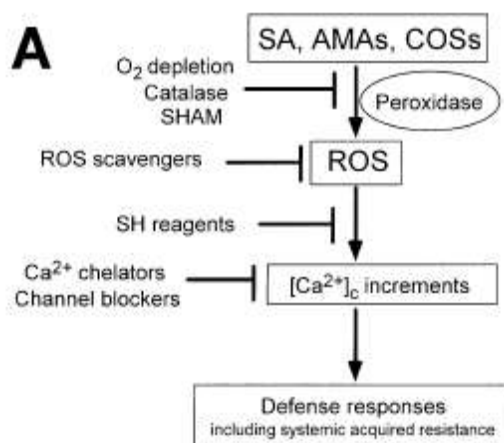 A
SA, AMAs, COSs
O₂ depletion
Catalase
SHAM
Peroxidase
ROS scavengers
ROS
SH reagents
Ca²⁺ chelators
Channel blockers
[Ca²⁺]c increments
Defense responses
including systemic acquired resistance